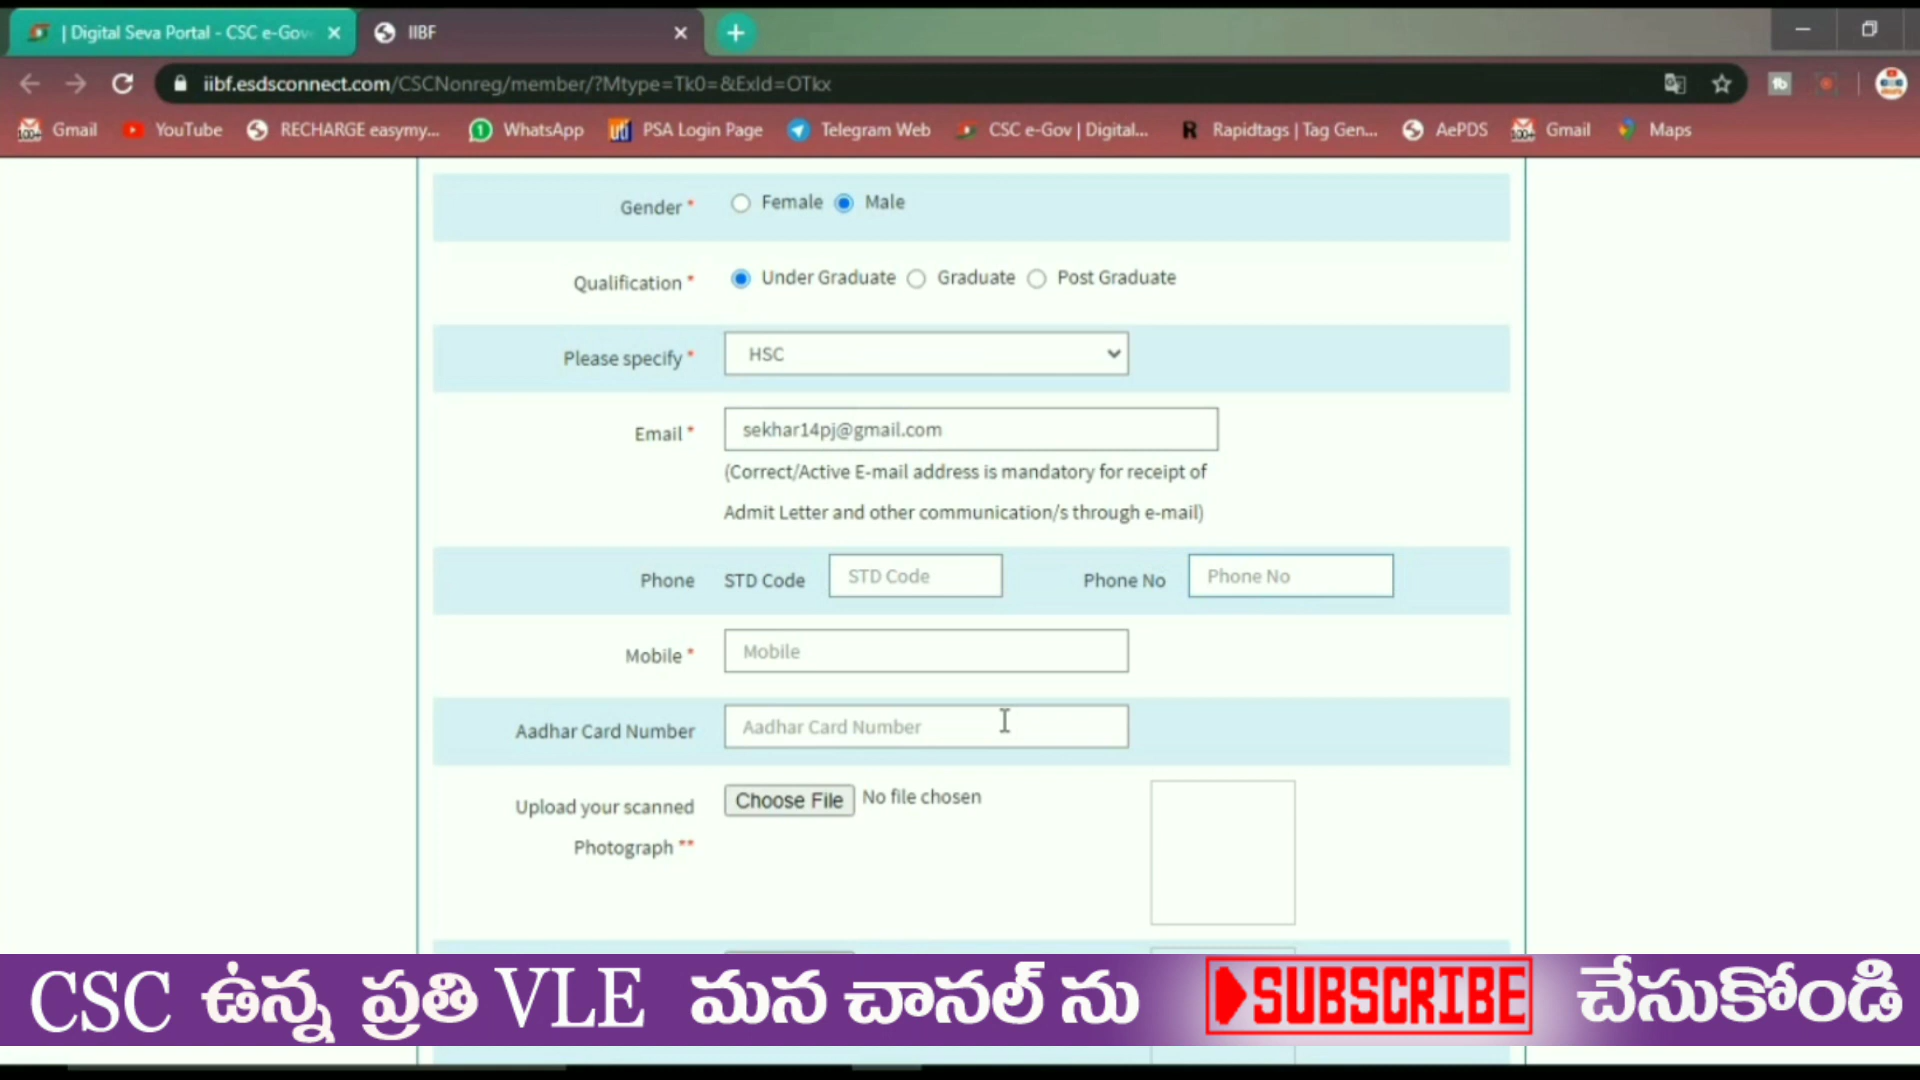 | Digital Seva Portal - CSC e-Gov
IIBF
iibf.esdsconnect.com/CSCNonreg/member/?Mtype=Tk0=&ExId=OTkx
Gmail YouTube RECHARGE easymy... WhatsApp PSA Login Page Telegram Web CSC e-Gov | Digital... Rapidtags | Tag Gen... AePDS Gmail Maps
Gender * Female Male
Qualification * Under Graduate Graduate Post Graduate
Please specify * HSC
Email * sekhar14pj@gmail.com
(Correct/Active E-mail address is mandatory for receipt of
Admit Letter and other communication/s through e-mail)
Phone STD Code STD Code Phone No Phone No
Mobile * Mobile
Aadhar Card Number Aadhar Card Number
Upload your scanned Choose File No file chosen
Photograph **
CSC ఉన్న ప్రతి VLE మన చానల్ ను SUBSCRIBE చేసుకోండి